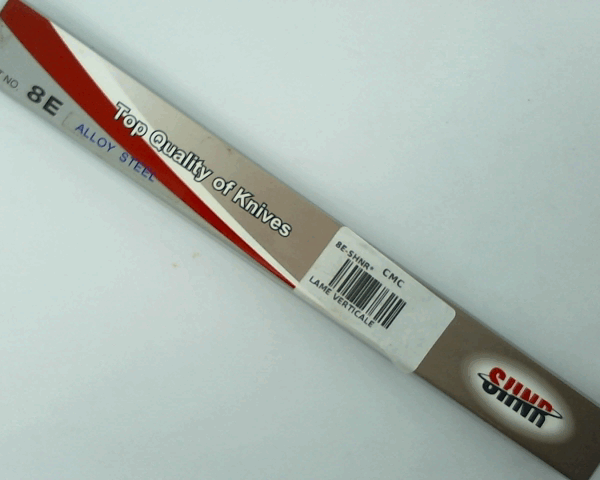 NO. 8E
ALLOY STEEL
Top Quality of Knives
8E-SHNR* CMC
LAME VERTICALE
SHNR